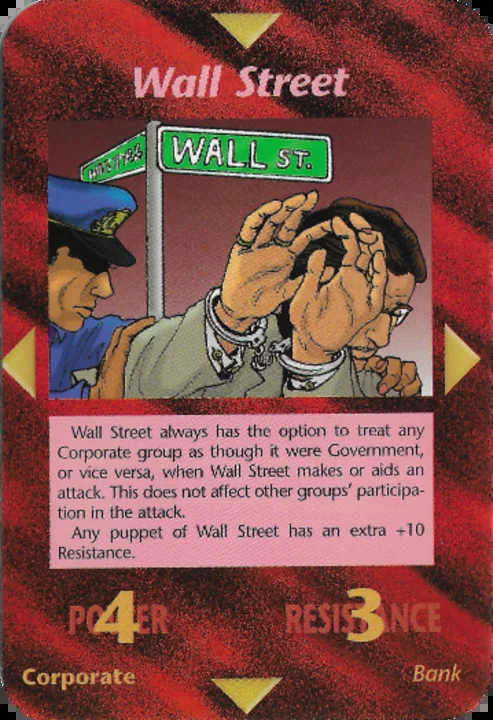 Wall Street
WALL ST.
Wall Street always has the option to treat any
Corporate group as though it were Government,
or vice versa, when Wall Street makes or aids an
attack. This does not affect other groups' participa-
tion in the attack.
Any puppet of Wall Street has an extra +10
Resistance.
POWER 4 RESISTANCE 3
Corporate Bank